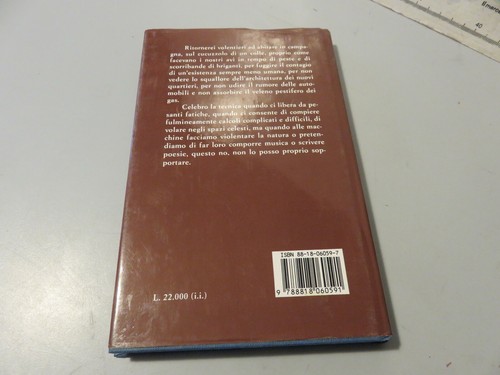 Ritornerei volentieri ad abitare in campa-
gna, sul cucuzzolo di un colle, proprio come
facevano i nostri avi in tempo di peste e di
scorribande di briganti, per fuggire il contagio
di un'esistenza sempre meno umana, per non
vedere lo squallore dell'architettura dei nuovi
quartieri, per non udire il rumore delle auto-
mobili e non assorbire il veleno pestifero dei
gas.
Celebro la tecnica quando ci libera da pe-
santi fatiche, quando ci consente di compiere
fulmineamente calcoli complicati e difficili, di
volare negli spazi celesti, ma quando alle mac-
chine facciamo violentare la natura o preten-
diamo di far loro comporre musica o scrivere
poesie, questo no, non lo posso proprio sop-
portare.
ISBN 88-18-06059-7
9 788818 060591
L. 22.000 (i.i.)
40